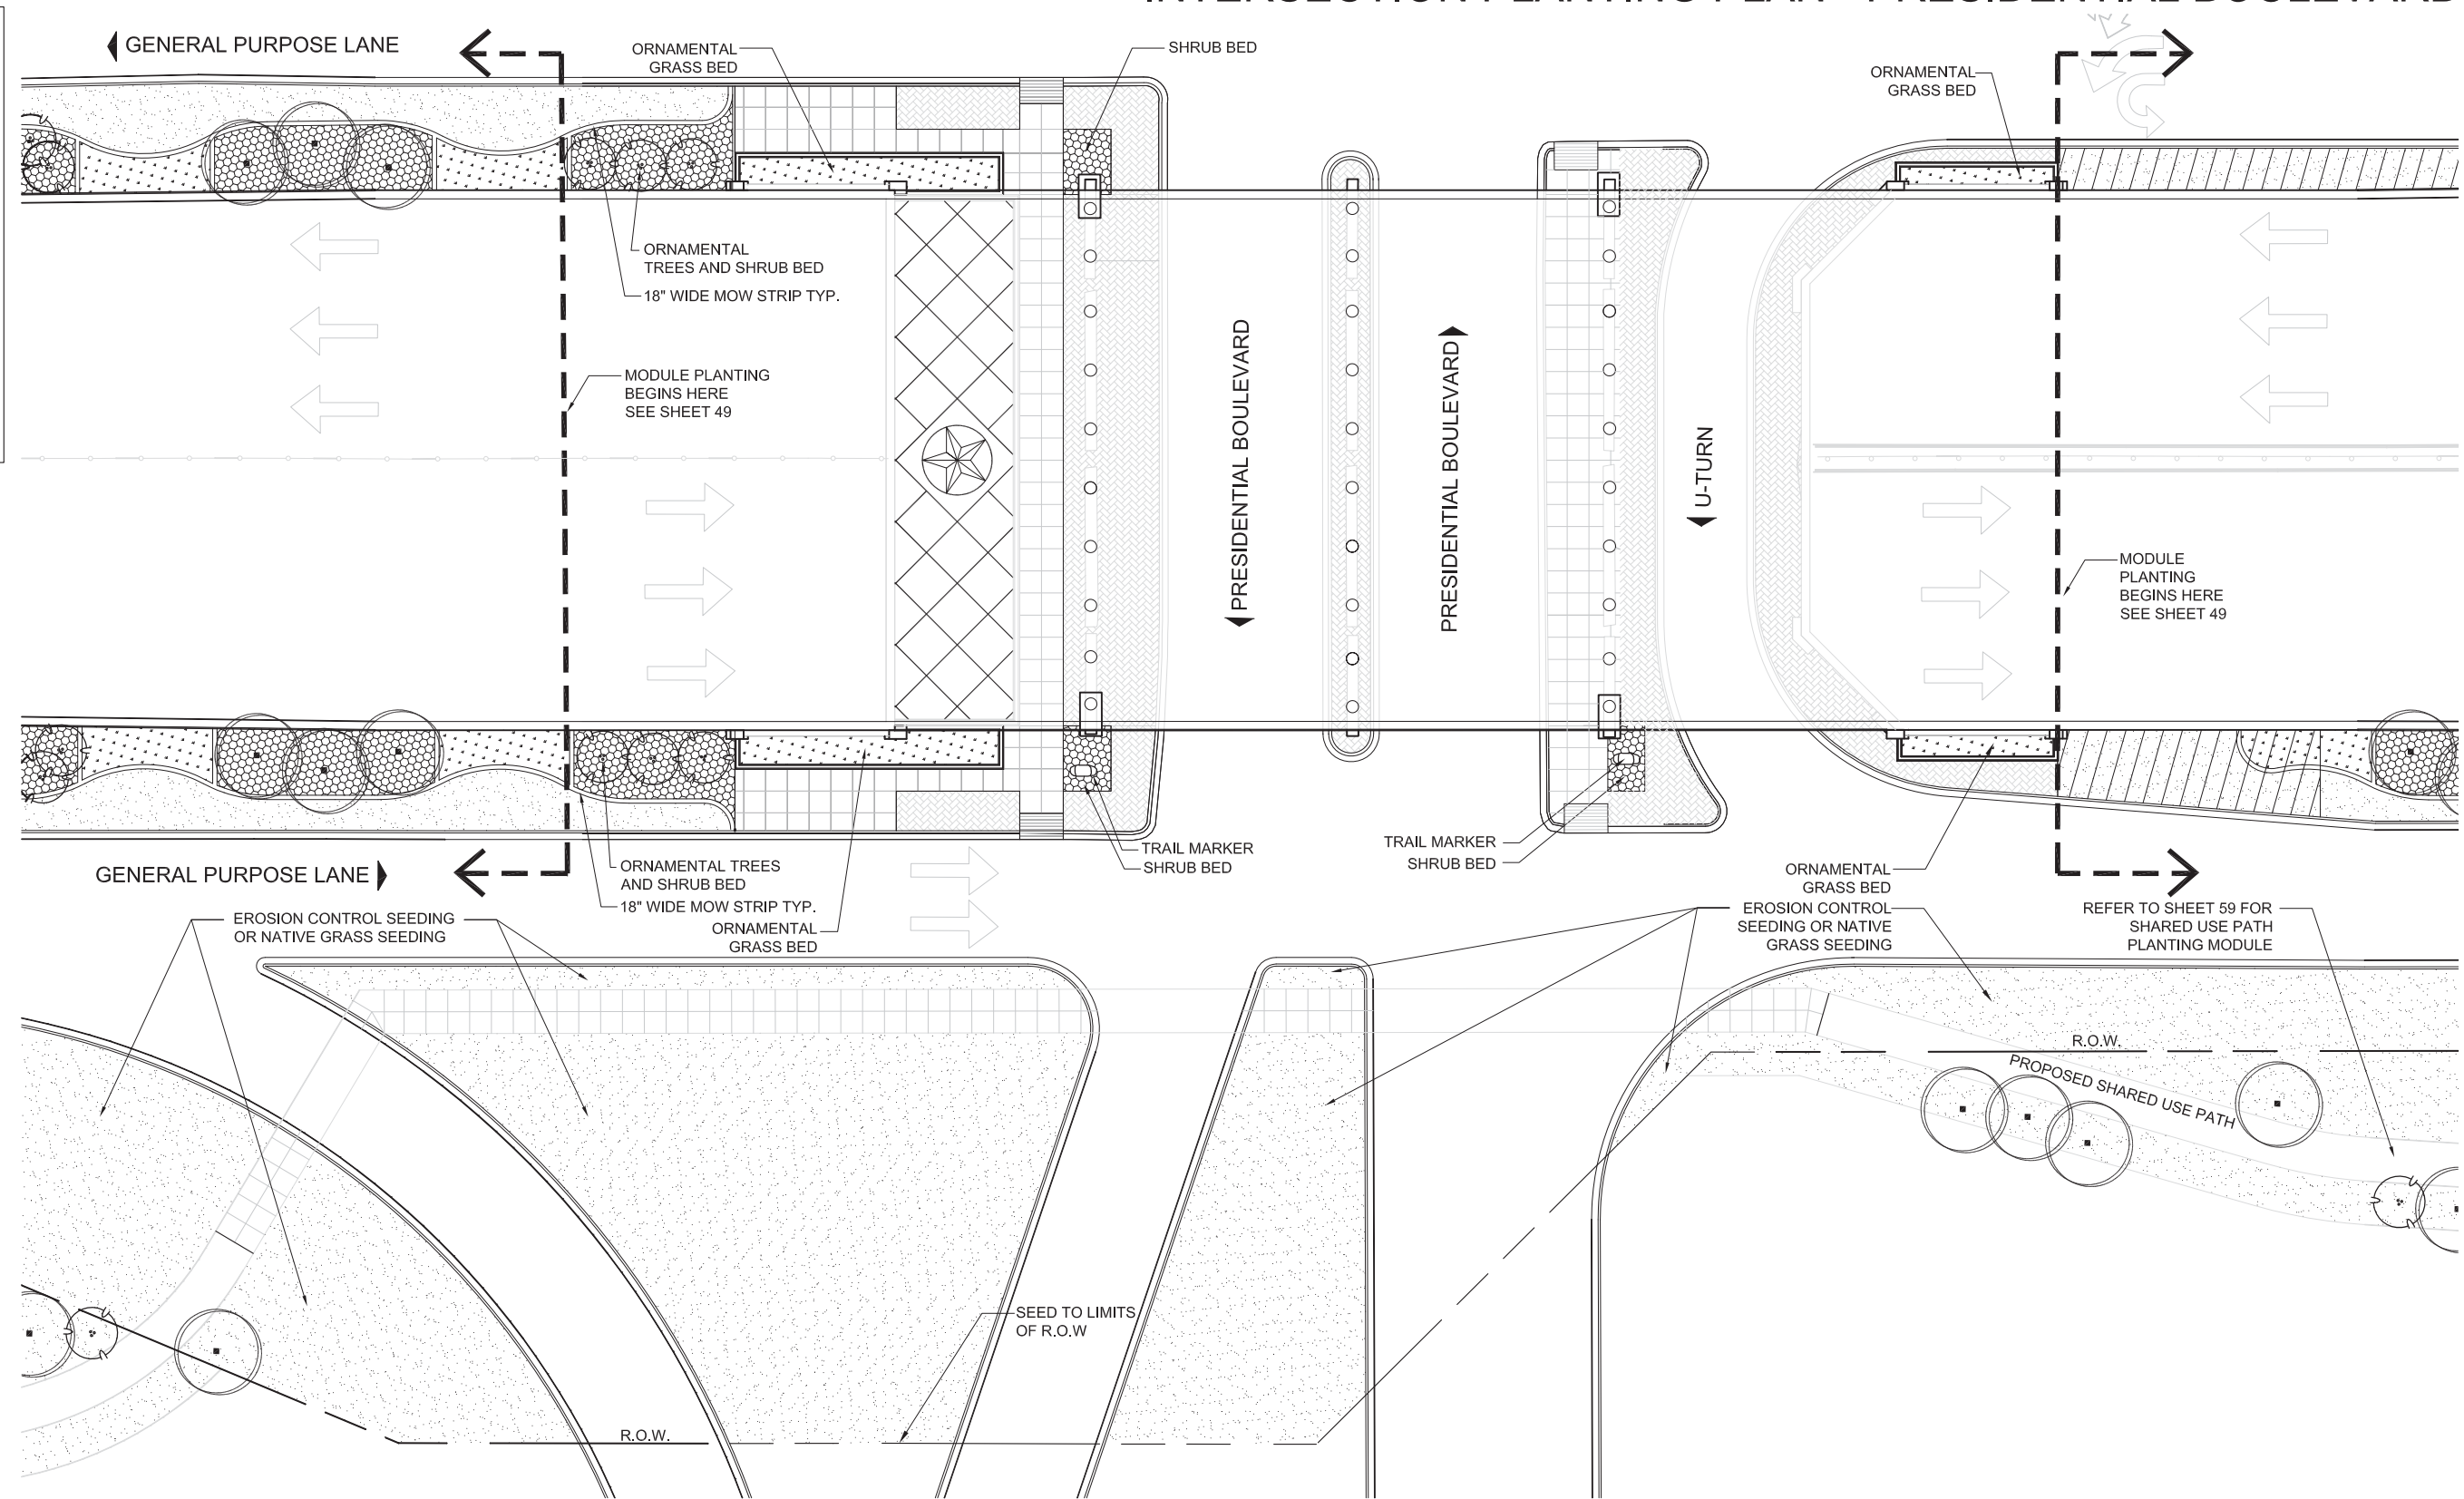 INTERSECTION PLANTING PLAN - PRESIDENTIAL BOULEVARD
GENERAL PURPOSE LANE
ORNAMENTAL
GRASS BED
SHRUB BED
ORNAMENTAL
GRASS BED
ORNAMENTAL
TREES AND SHRUB BED
18" WIDE MOW STRIP TYP.
MODULE PLANTING
BEGINS HERE
SEE SHEET 49
PRESIDENTIAL BOULEVARD
PRESIDENTIAL BOULEVARD
U-TURN
MODULE
PLANTING
BEGINS HERE
SEE SHEET 49
GENERAL PURPOSE LANE
ORNAMENTAL TREES
AND SHRUB BED
18" WIDE MOW STRIP TYP.
ORNAMENTAL
GRASS BED
TRAIL MARKER
SHRUB BED
TRAIL MARKER
SHRUB BED
ORNAMENTAL
GRASS BED
EROSION CONTROL SEEDING
OR NATIVE GRASS SEEDING
EROSION CONTROL
SEEDING OR NATIVE
GRASS SEEDING
REFER TO SHEET 59 FOR
SHARED USE PATH
PLANTING MODULE
R.O.W.
PROPOSED SHARED USE PATH
SEED TO LIMITS
OF R.O.W
R.O.W.